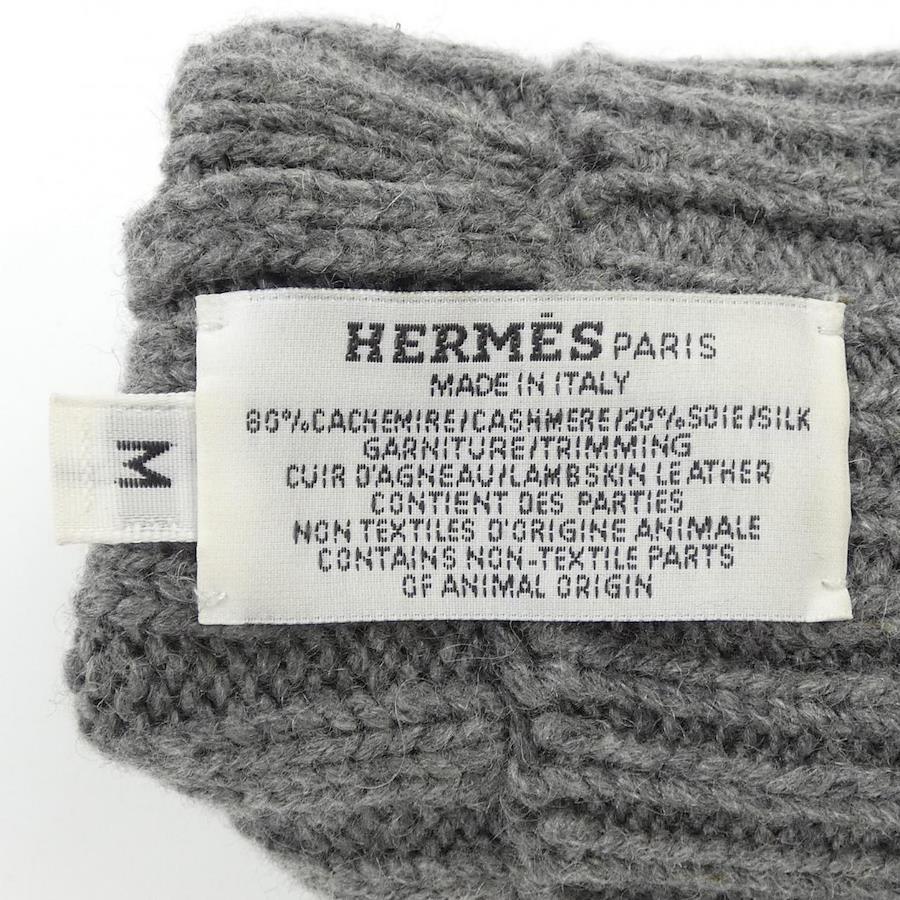 HERMĒS PARIS
MADE IN ITALY
80%CACHEMIRE/CASHMERE/20%SOIE/SILK
GARNITURE/TRIMMING
CUIR D'AGNEAU/LAMBSKIN LEATHER
CONTIENT DES PARTIES
NON TEXTILES D'ORIGINE ANIMALE
CONTAINS NON-TEXTILE PARTS
OF ANIMAL ORIGIN
M